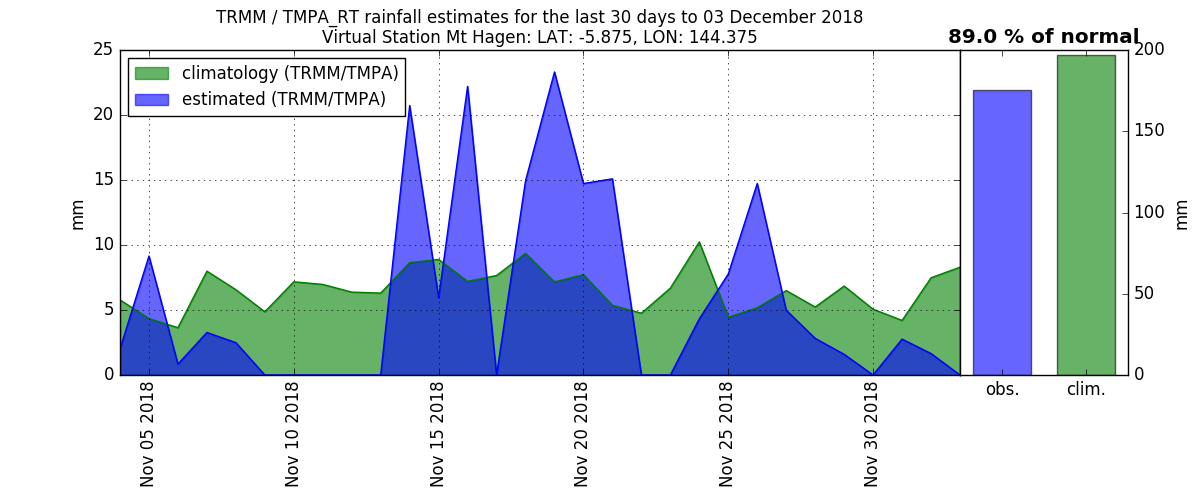 TRMM / TMPA_RT rainfall estimates for the last 30 days to 03 December 2018
Virtual Station Mt Hagen: LAT: -5.875, LON: 144.375
89.0 % of normal
climatology (TRMM/TMPA)
estimated (TRMM/TMPA)
25
20
15
10
5
0
mm
Nov 05 2018
Nov 10 2018
Nov 15 2018
Nov 20 2018
Nov 25 2018
Nov 30 2018
obs.
clim.
200
150
100
50
0
mm